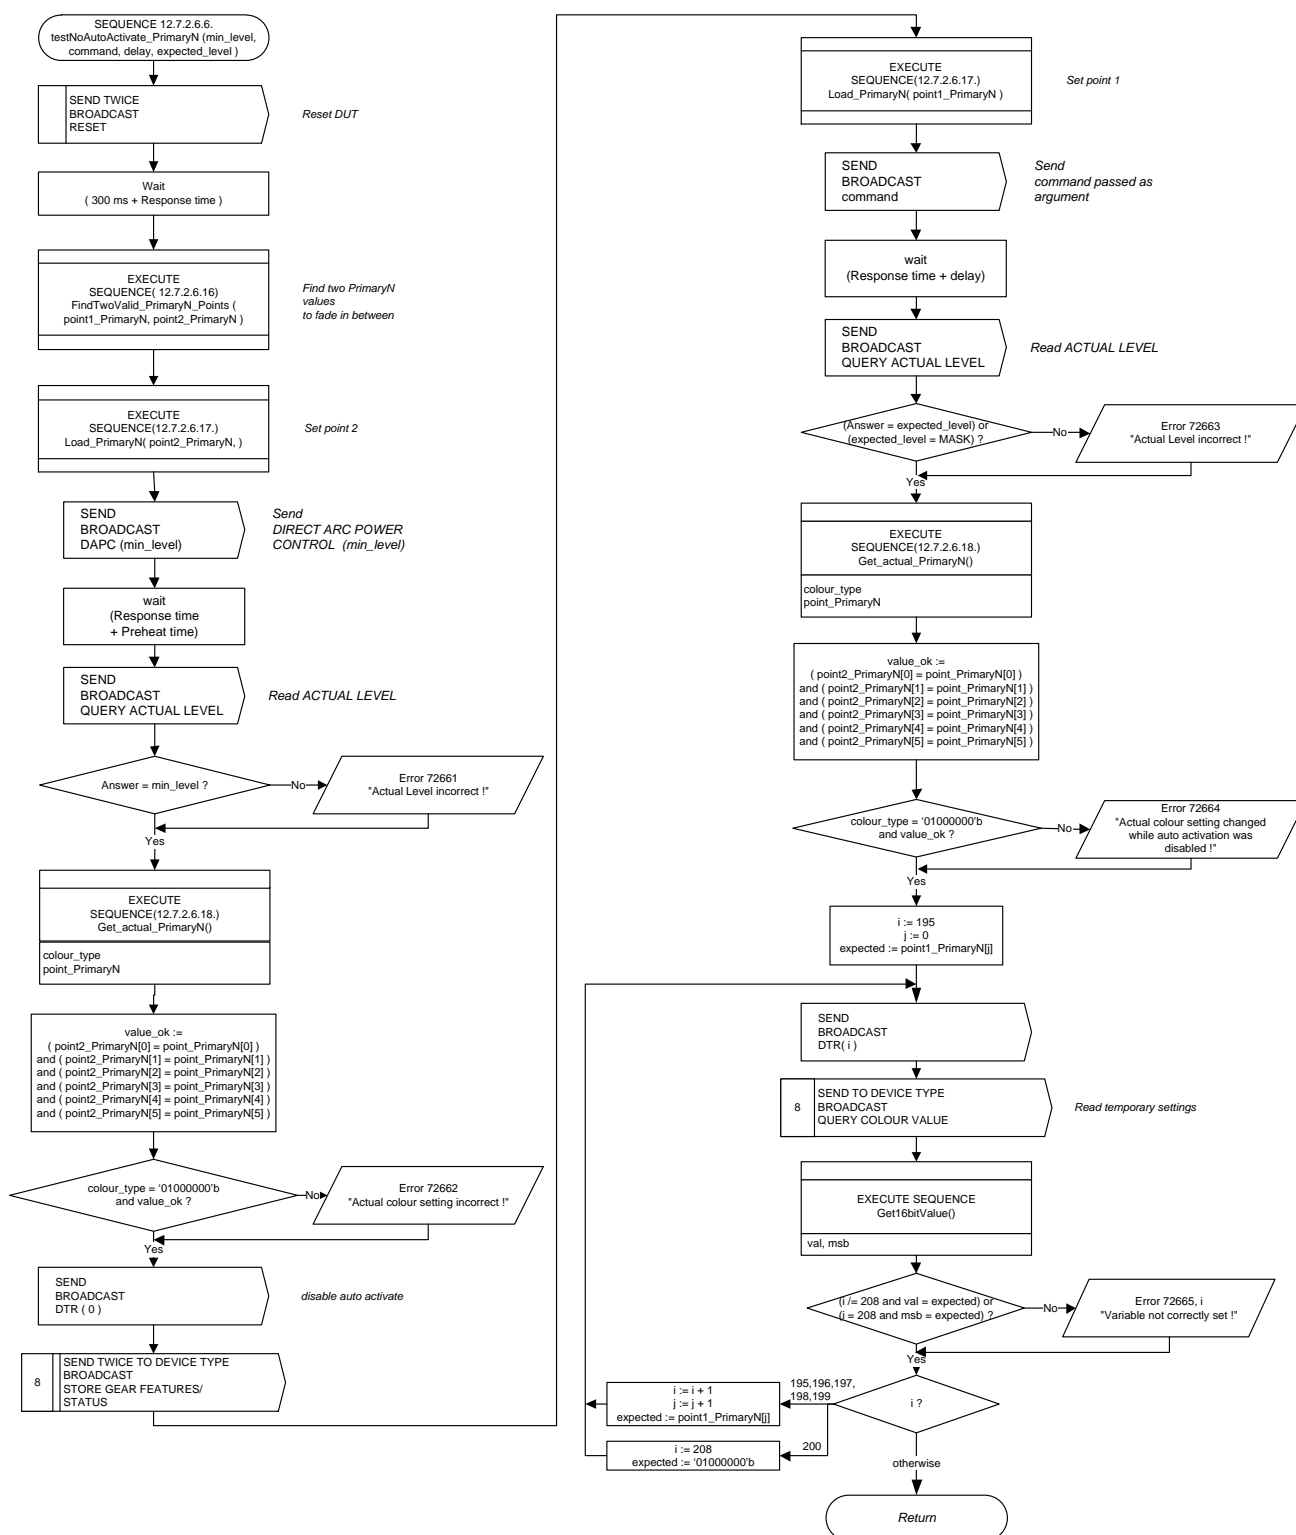 SEQUENCE 12.7.2.6.6.
testNoAutoActivate_PrimaryN (min_level,
command, delay, expected_level )
SEND TWICE
BROADCAST
RESET
Reset DUT
Wait
( 300 ms + Response time )
EXECUTE
SEQUENCE( 12.7.2.6.16)
FindTwoValid_PrimaryN_Points (
point1_PrimaryN, point2_PrimaryN )
Find two PrimaryN
values
to fade in between
EXECUTE
SEQUENCE(12.7.2.6.17.)
Load_PrimaryN( point2_PrimaryN, )
Set point 2
SEND
BROADCAST
DAPC (min_level)
Send
DIRECT ARC POWER
CONTROL (min_level)
wait
(Response time
+ Preheat time)
SEND
BROADCAST
QUERY ACTUAL LEVEL
Read ACTUAL LEVEL
Answer = min_level ?
No
Error 72661
"Actual Level incorrect !"
Yes
EXECUTE
SEQUENCE(12.7.2.6.18.)
Get_actual_PrimaryN()
colour_type
point_PrimaryN
value_ok :=
( point2_PrimaryN[0] = point_PrimaryN[0] )
and ( point2_PrimaryN[1] = point_PrimaryN[1] )
and ( point2_PrimaryN[2] = point_PrimaryN[2] )
and ( point2_PrimaryN[3] = point_PrimaryN[3] )
and ( point2_PrimaryN[4] = point_PrimaryN[4] )
and ( point2_PrimaryN[5] = point_PrimaryN[5] )
colour_type = ‘01000000’b
and value_ok ?
No
Error 72662
"Actual colour setting incorrect !"
Yes
SEND
BROADCAST
DTR ( 0 )
disable auto activate
8
SEND TWICE TO DEVICE TYPE
BROADCAST
STORE GEAR FEATURES/
STATUS
EXECUTE
SEQUENCE(12.7.2.6.17.)
Load_PrimaryN( point1_PrimaryN )
Set point 1
SEND
BROADCAST
command
Send
command passed as
argument
wait
(Response time + delay)
SEND
BROADCAST
QUERY ACTUAL LEVEL
Read ACTUAL LEVEL
(Answer = expected_level) or
(expected_level = MASK) ?
No
Error 72663
"Actual Level incorrect !"
Yes
EXECUTE
SEQUENCE(12.7.2.6.18.)
Get_actual_PrimaryN()
colour_type
point_PrimaryN
value_ok :=
( point2_PrimaryN[0] = point_PrimaryN[0] )
and ( point2_PrimaryN[1] = point_PrimaryN[1] )
and ( point2_PrimaryN[2] = point_PrimaryN[2] )
and ( point2_PrimaryN[3] = point_PrimaryN[3] )
and ( point2_PrimaryN[4] = point_PrimaryN[4] )
and ( point2_PrimaryN[5] = point_PrimaryN[5] )
colour_type = ‘01000000’b
and value_ok ?
No
Error 72664
"Actual colour setting changed
while auto activation was
disabled !"
Yes
i := 195
j := 0
expected := point1_PrimaryN[j]
SEND
BROADCAST
DTR( i )
8
SEND TO DEVICE TYPE
BROADCAST
QUERY COLOUR VALUE
Read temporary settings
EXECUTE SEQUENCE
Get16bitValue()
val, msb
(i /= 208 and val = expected) or
(i = 208 and msb = expected) ?
No
Error 72665, i
"Variable not correctly set !"
Yes
i ?
195,196,197,
198,199
i := i + 1
j := j + 1
expected := point1_PrimaryN[j]
200
i := 208
expected := ‘01000000’b
otherwise
Return